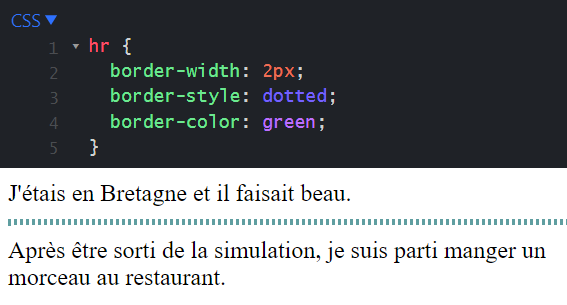 CSS ▼
1 ▾ hr {
2 border-width: 2px;
3 border-style: dotted;
4 border-color: green;
5 }
J'étais en Bretagne et il faisait beau.
Après être sorti de la simulation, je suis parti manger un
morceau au restaurant.